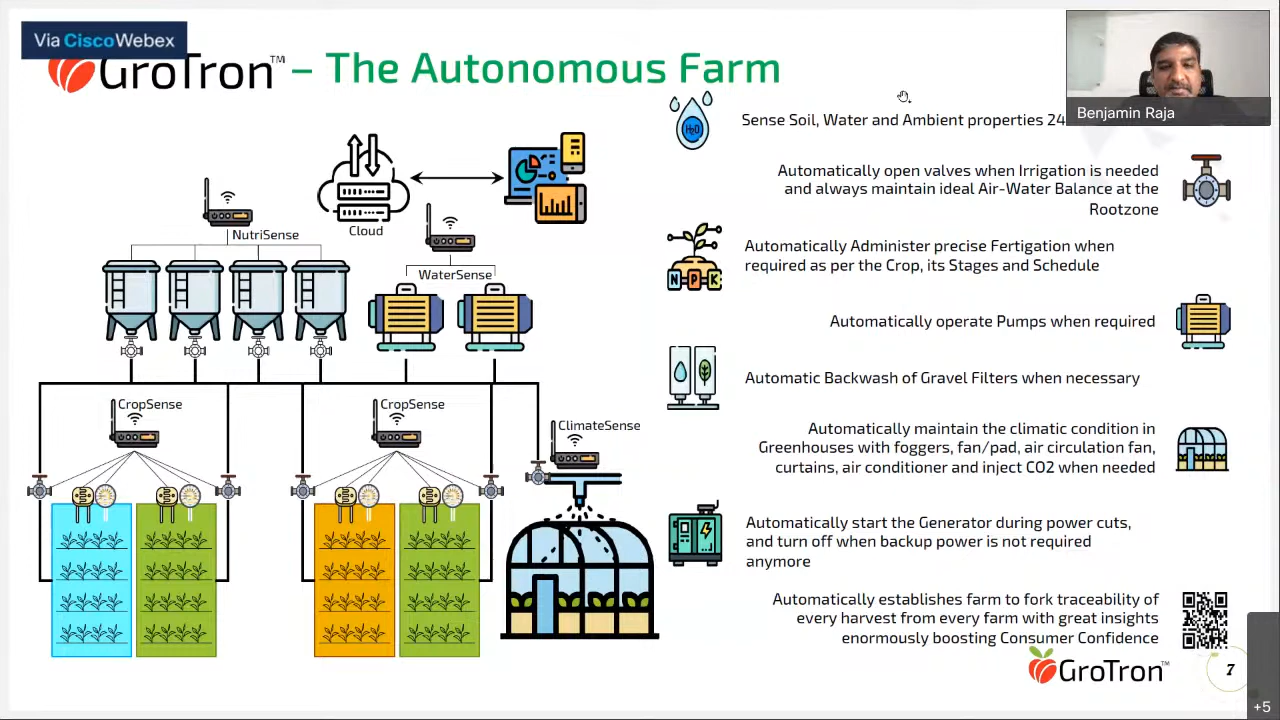 Via Cisco Webex
GroTron™ – The Autonomous Farm
Benjamin Raja
H2O
Sense Soil, Water and Ambient properties 24
Automatically open valves when Irrigation is needed
and always maintain ideal Air-Water Balance at the
Rootzone
Cloud
NutriSense
WaterSense
N P K
Automatically Administer precise Fertigation when
required as per the Crop, its Stages and Schedule
Automatically operate Pumps when required
Automatic Backwash of Gravel Filters when necessary
CropSense
CropSense
ClimateSense
Automatically maintain the climatic condition in
Greenhouses with foggers, fan/pad, air circulation fan,
curtains, air conditioner and inject CO2 when needed
Automatically start the Generator during power cuts,
and turn off when backup power is not required
anymore
Automatically establishes farm to fork traceability of
every harvest from every farm with great insights
enormously boosting Consumer Confidence
GroTron™
7
+5